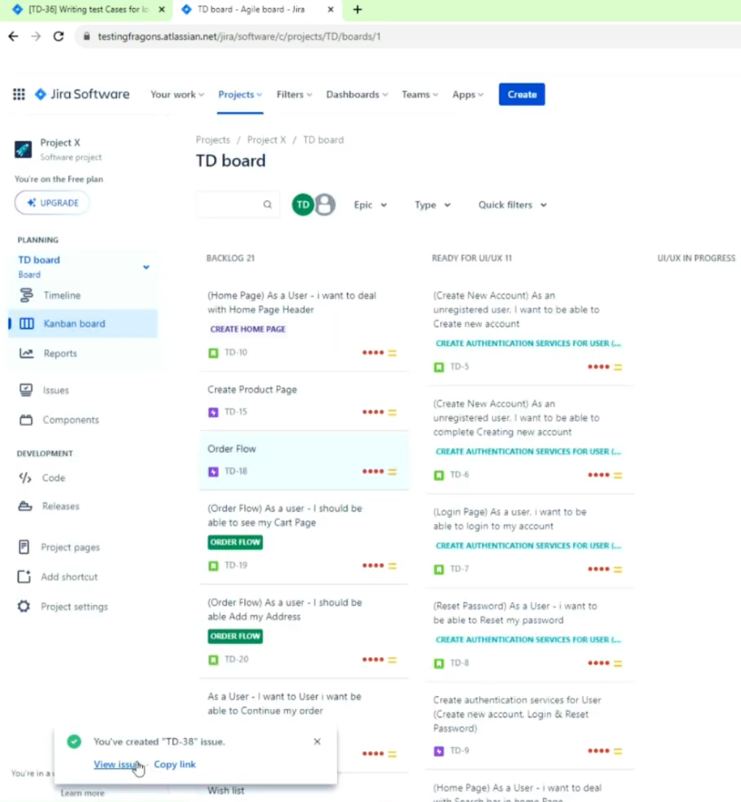 [TD-36] Writing test Cases for lo
TD board - Agile board - Jira
testingfragons.atlassian.net/jira/software/c/projects/TD/boards/1
Jira Software
Your work
Projects
Filters
Dashboards
Teams
Apps
Create
Project X
Software project
You're on the Free plan
UPGRADE
PLANNING
TD board
Board
Timeline
Kanban board
Reports
Issues
Components
DEVELOPMENT
Code
Releases
Project pages
Add shortcut
Project settings
You're in a
Learn more
Projects / Project X / TD board
TD board
TD
Epic
Type
Quick filters
BACKLOG 21
(Home Page) As a User - i want to deal
with Home Page Header
CREATE HOME PAGE
TD-10
Create Product Page
TD-15
Order Flow
TD-18
(Order Flow) As a user - I should be
able to see my Cart Page
ORDER FLOW
TD-19
(Order Flow) As a user - I should be
able Add my Address
ORDER FLOW
TD-20
As a User - I want to User i want be
able to Continue my order
Wish list
READY FOR UI/UX 11
(Create New Account) As an
unregistered user. I want to be able to
Create new account
CREATE AUTHENTICATION SERVICES FOR USER (...
TD-5
(Create New Account) As an
unregistered user. I want to be able to
complete Creating new account
CREATE AUTHENTICATION SERVICES FOR USER (...
TD-6
(Login Page) As a user. i want to be
able to login to my account
CREATE AUTHENTICATION SERVICES FOR USER (...
TD-7
(Reset Password) As a User - i want to
be able to Reset my password
CREATE AUTHENTICATION SERVICES FOR USER (...
TD-8
Create authentication services for User
(Create new account, Login & Reset
Password)
TD-9
(Home Page) As a User - i want to deal
with Search bar in home Page
UI/UX IN PROGRESS
You've created "TD-38" issue.
View issue
Copy link